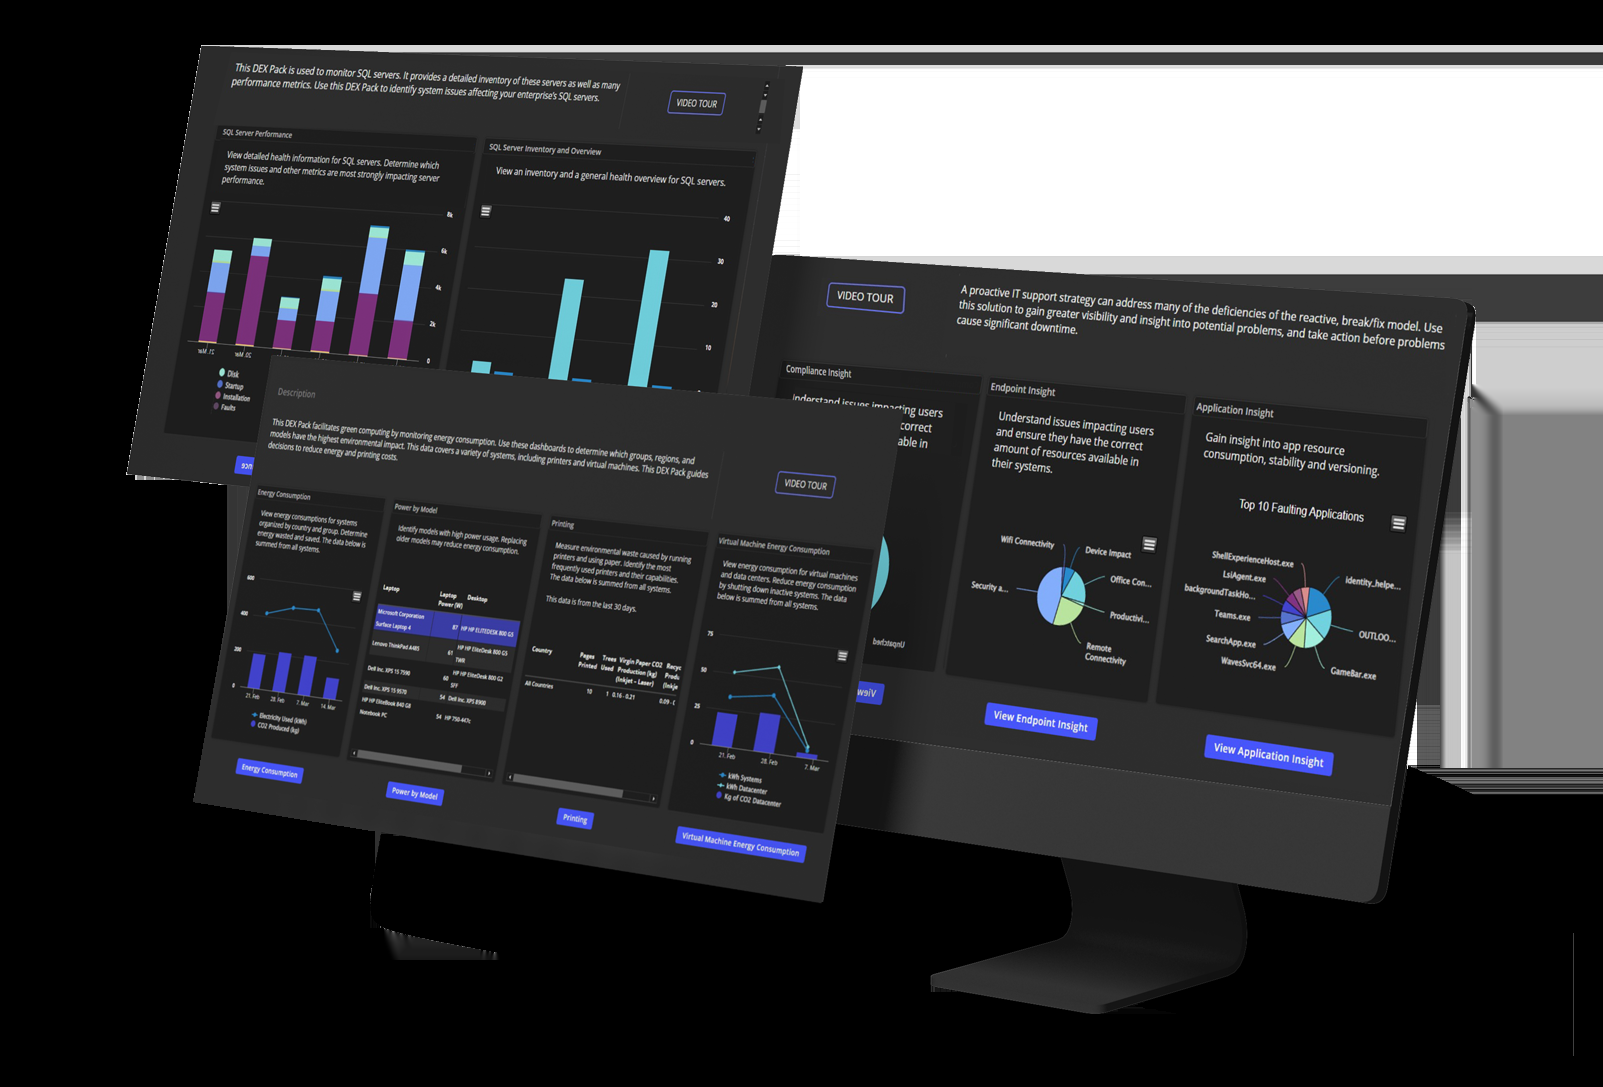 This DEX Pack is used to monitor SQL servers. It provides a detailed inventory of these servers as well as many
performance metrics. Use this DEX Pack to identify system issues affecting your enterprise's SQL servers.
VIDEO TOUR
SQL Server Performance
View detailed health information for SQL servers. Determine which
system issues and other metrics are most strongly impacting server
performance.
8k
6k
4k
2k
0
Disk
Startup
Installation
Faults
SQL Server Inventory and Overview
View an inventory and a general health overview for SQL servers.
40
30
20
10
VIDEO TOUR
A proactive IT support strategy can address many of the deficiencies of the reactive, break/fix model. Use
this solution to gain greater visibility and insight into potential problems, and take action before problems
cause significant downtime.
Compliance Insight
understand issues impacting users
correct
able in
Unpatched
View
Endpoint Insight
Understand issues impacting users
and ensure they have the correct
amount of resources available in
their systems.
Wifi Connectivity
Device Impact
Security a...
Office Con...
Productivi...
Remote
Connectivity
View Endpoint Insight
Application Insight
Gain insight into app resource
consumption, stability and versioning.
Top 10 Faulting Applications
ShellExperienceHost.exe
LsiAgent.exe
identity_helpe...
backgroundTaskHo...
Teams.exe
OUTLOO...
SearchApp.exe
WavesSvc64.exe
GameBar.exe
View Application Insight
Description
This DEX Pack facilitates green computing by monitoring energy consumption. Use these dashboards to determine which groups, regions, and
models have the highest environmental impact. This data covers a variety of systems, including printers and virtual machines. This DEX Pack guides
decisions to reduce energy and printing costs.
VIDEO TOUR
Energy Consumption
View energy consumptions for systems
organized by country and group. Determine
energy wasted and saved. The data below is
summed from all systems.
600
400
200
0
21. Feb
28. Feb
7. Mar
14. Mar
Electricity Used (kWh)
CO2 Produced (kg)
Energy Consumption
Power by Model
Identify models with high power usage. Replacing
older models may reduce energy consumption.
Laptop
Laptop
Power (W)
Desktop
Microsoft Corporation
Surface Laptop 4
87
HP HP ELITEDESK 800 G5
Lenovo ThinkPad A485
61
HP HP EliteDesk 800 G5
TWR
Dell Inc. XPS 15 7590
60
HP HP EliteDesk 800 G2
SFF
Dell Inc. XPS 15 9570
54
Dell Inc. XPS 8900
HP HP EliteBook 840 G8
Notebook PC
54
HP 750-447c
Power by Model
Printing
Measure environmental waste caused by running
printers and using paper. Identify the most
frequently used printers and their capabilities.
The data below is summed from all systems.
This data is from the last 30 days.
Country
Pages
Printed
Trees
Used
Virgin Paper CO2
Production (kg)
(Inkjet - Laser)
Recyc
Produ
(Inkje
All Countries
10
1
0.16 - 0.21
0.09 - 0
Printing
Virtual Machine Energy Consumption
View energy consumption for virtual machines
and data centers. Reduce energy consumption
by shutting down inactive systems. The data
below is summed from all systems.
75
50
25
0
21. Feb
28. Feb
7. Mar
kWh Systems
kWh Datacenter
Kg of CO2 Datacenter
Virtual Machine Energy Consumption